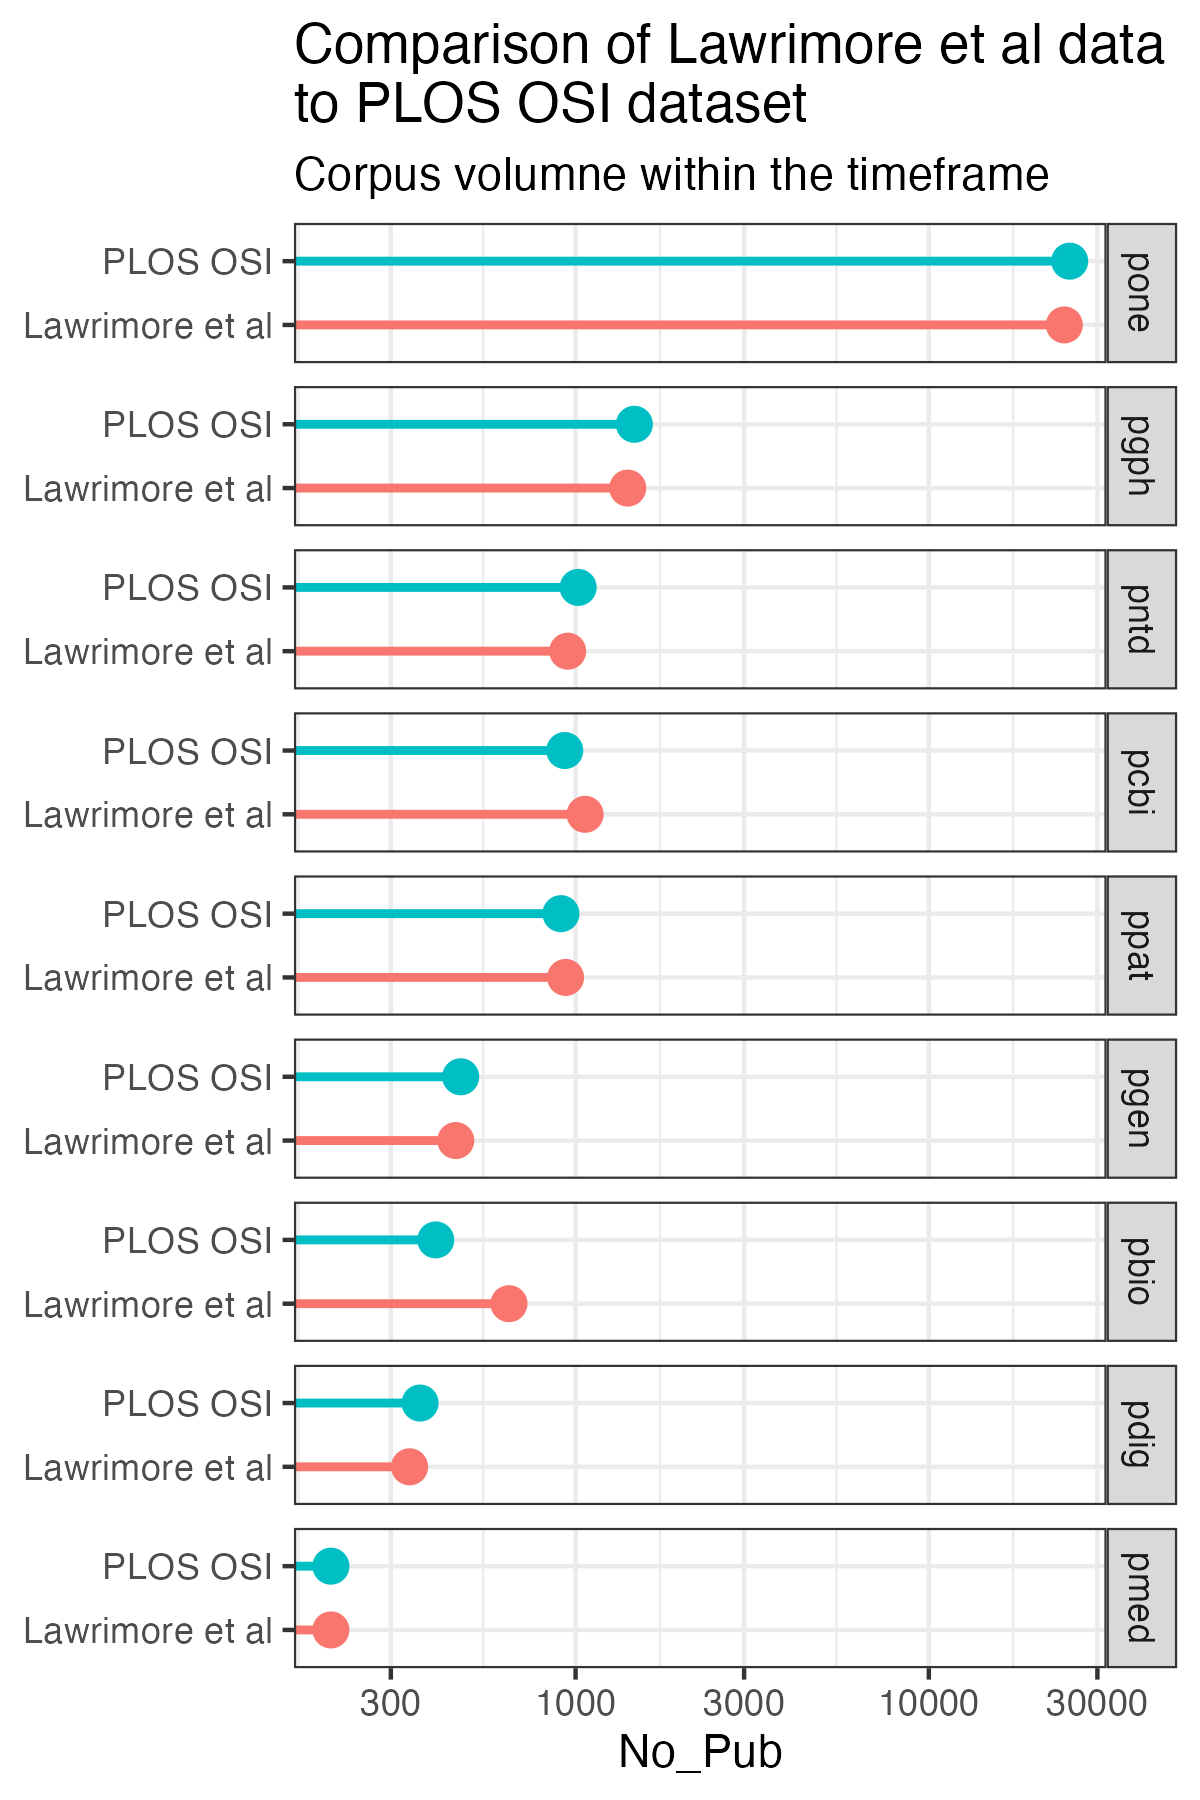 Comparison of Lawrimore et al data
to PLOS OSI dataset
Corpus volumne within the timeframe
PLOS OSI
Lawrimore et al
pone
PLOS OSI
Lawrimore et al
pgph
PLOS OSI
Lawrimore et al
pntd
PLOS OSI
Lawrimore et al
pcbi
PLOS OSI
Lawrimore et al
ppat
PLOS OSI
Lawrimore et al
pgen
PLOS OSI
Lawrimore et al
pbio
PLOS OSI
Lawrimore et al
pdig
PLOS OSI
Lawrimore et al
pmed
300 1000 3000 10000 30000
No_Pub